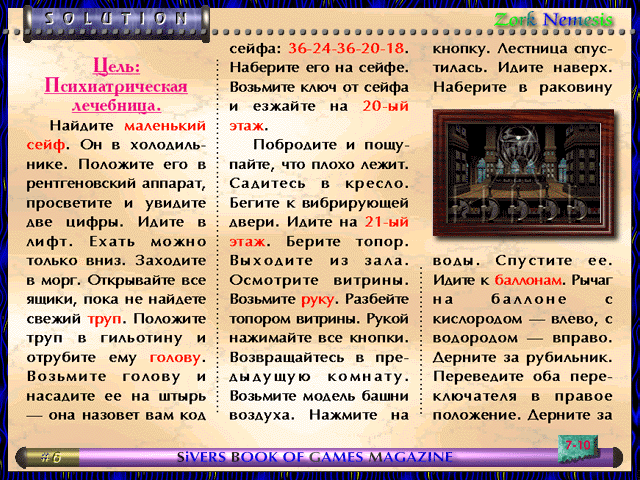 SOLUTION
Zork Nemesis
Цель:
Психиатрическая
лечебница.
Найдите маленький
сейф. Он в холодиль-
нике. Положите его в
рентгеновский аппарат,
просветите и увидите
две цифры. Идите в
лифт. Ехать можно
только вниз. Заходите
в морг. Открывайте все
ящики, пока не найдете
свежий труп. Положите
труп в гильотину и
отрубите ему голову.
Возьмите голову и
насадите ее на штырь
— она назовет вам код
сейфа: 36-24-36-20-18.
Наберите его на сейфе.
Возьмите ключ от сейфа
и езжайте на 20-ый
этаж.
Побродите и пощу-
пайте, что плохо лежит.
Садитесь в кресло.
Бегите к вибрирующей
двери. Идите на 21-ый
этаж. Берите топор.
Выходите из зала.
Осмотрите витрины.
Возьмите руку. Разбейте
топором витрины. Рукой
нажимайте все кнопки.
Возвращайтесь в пре-
дыдущую комнату.
Возьмите модель башни
воздуха. Нажмите на
кнопку. Лестница спус-
тилась. Идите наверх.
Наберите в раковину
воды. Спустите ее.
Идите к баллонам. Рычаг
на баллоне с
кислородом — влево, с
водородом — вправо.
Дерните за рубильник.
Переведите оба пере-
ключателя в правое
положение. Дерните за
#6
SiVERS BOOK OF GAMES MAGAZINE
7-10